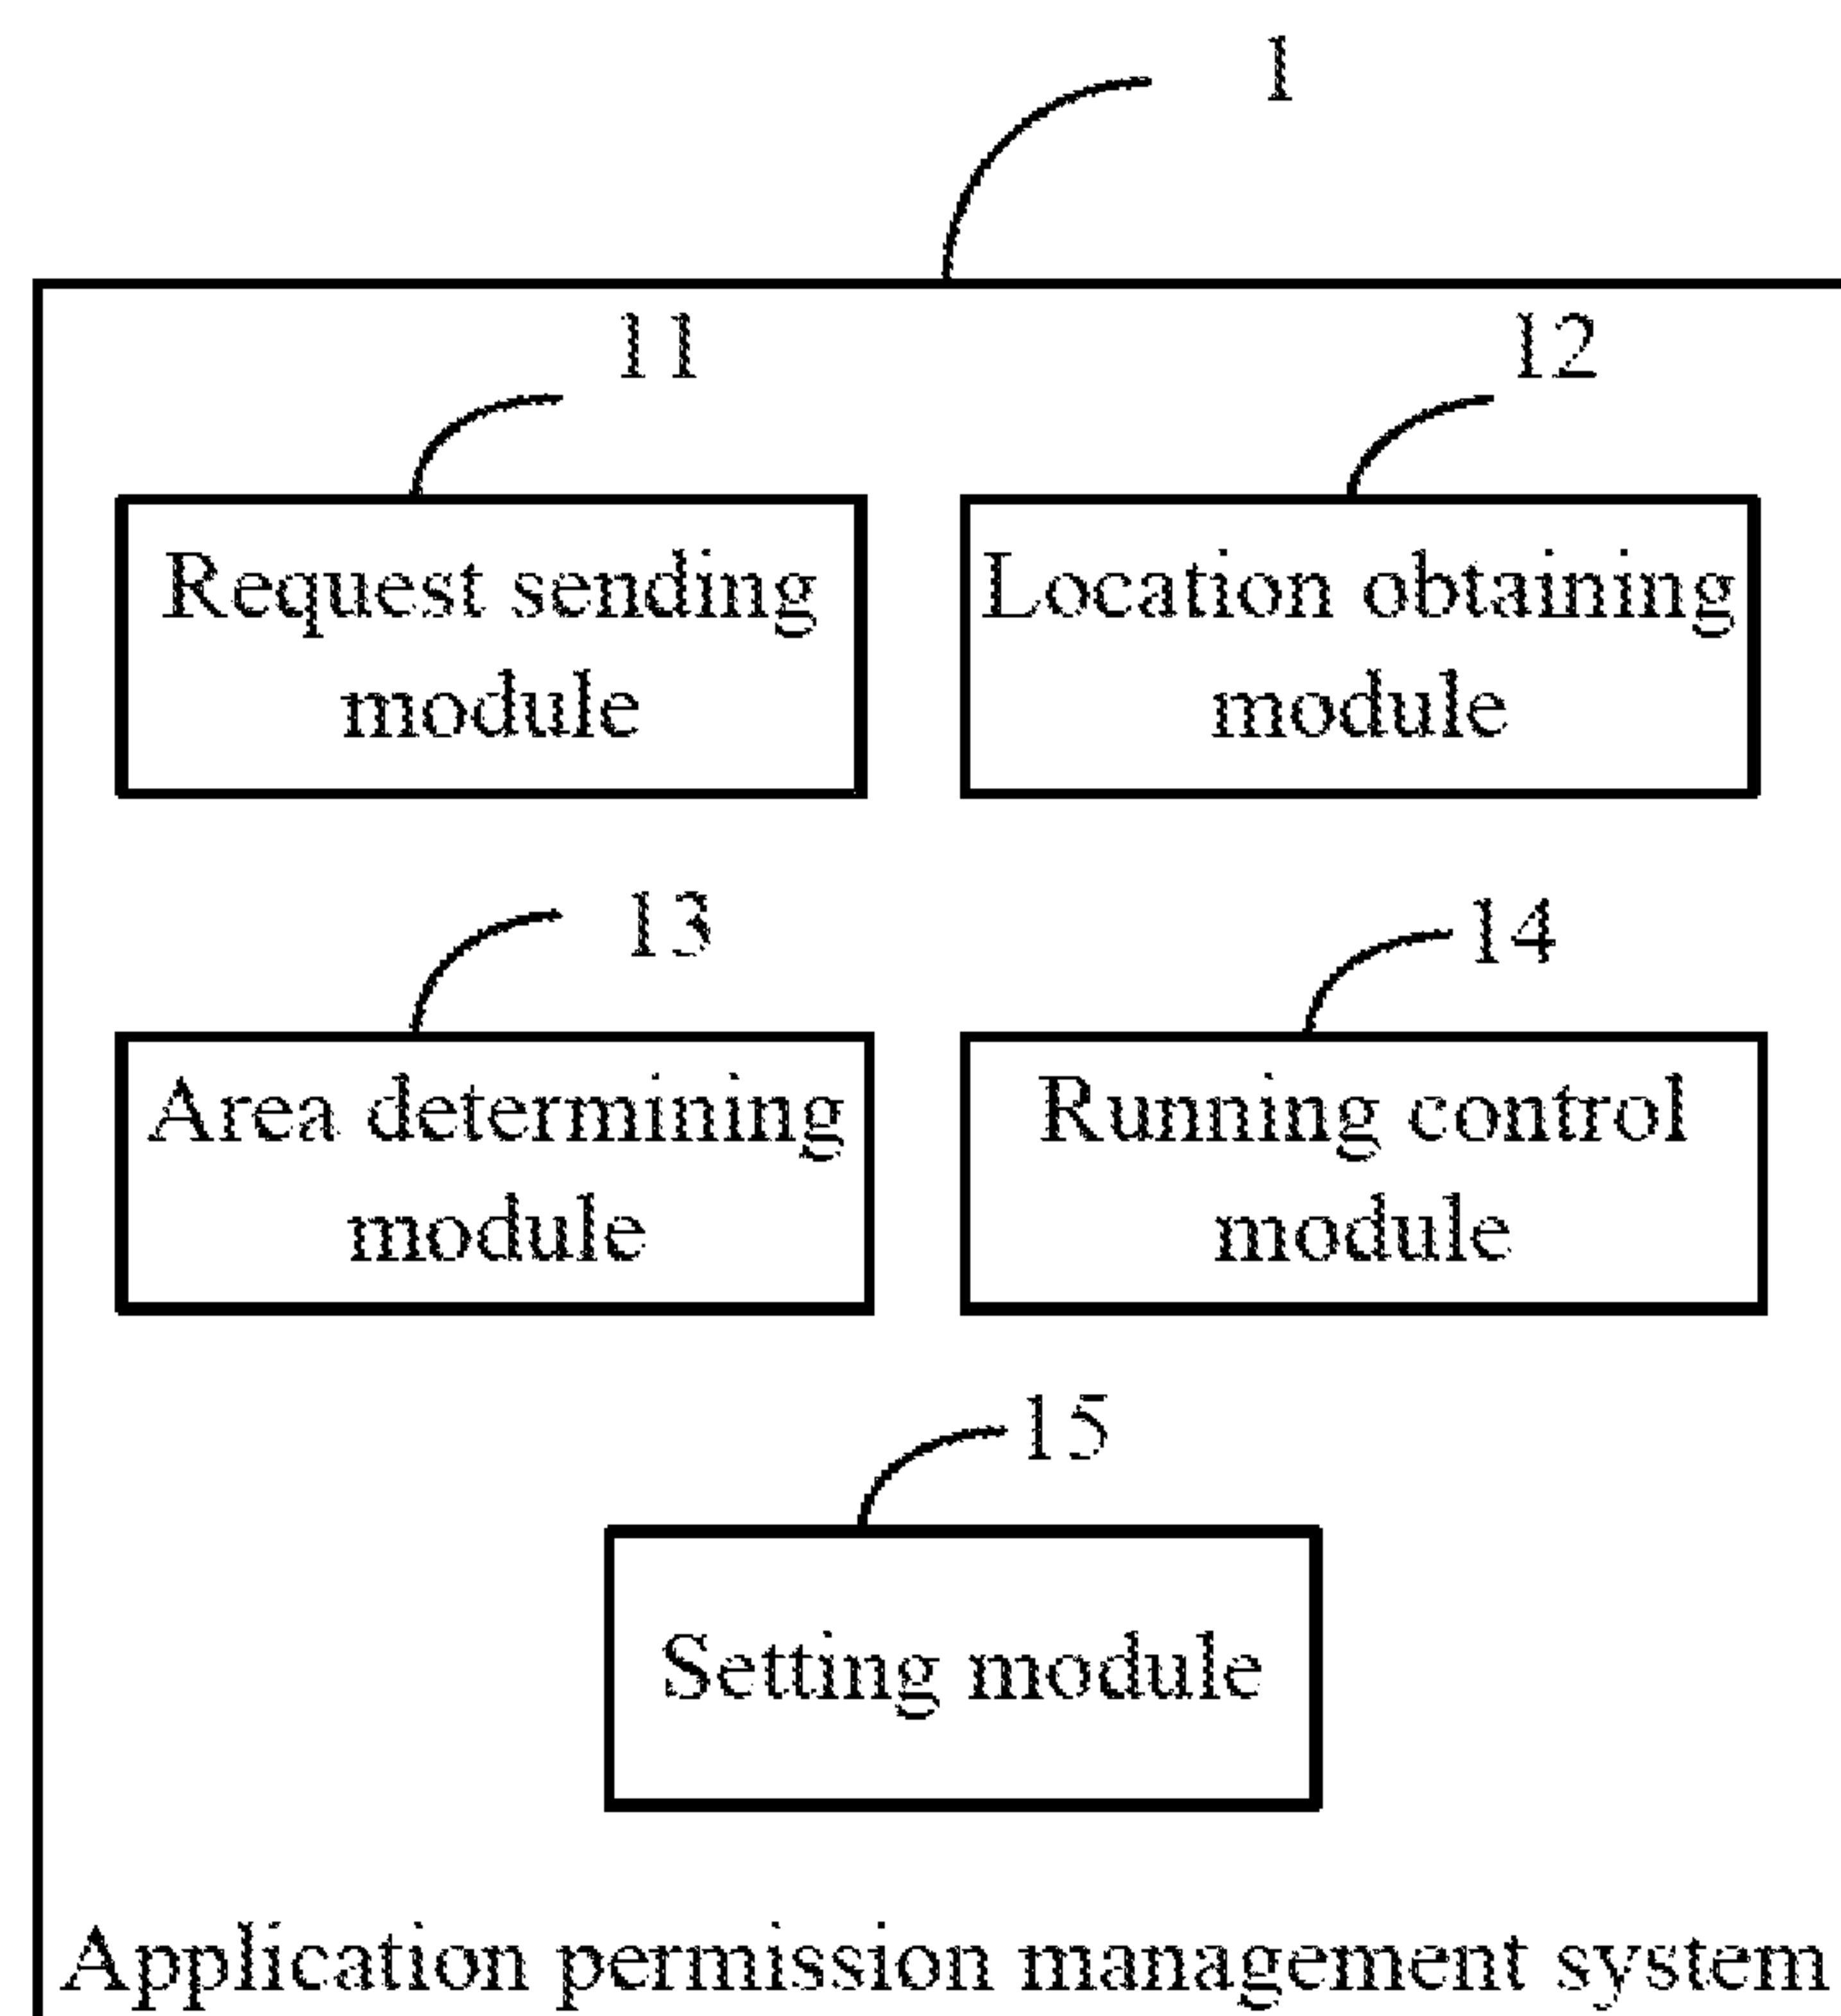 1
11
12
Request sending
module
Location obtaining
module
13
14
Area determining
module
Running control
module
15
Setting module
Application permission management system